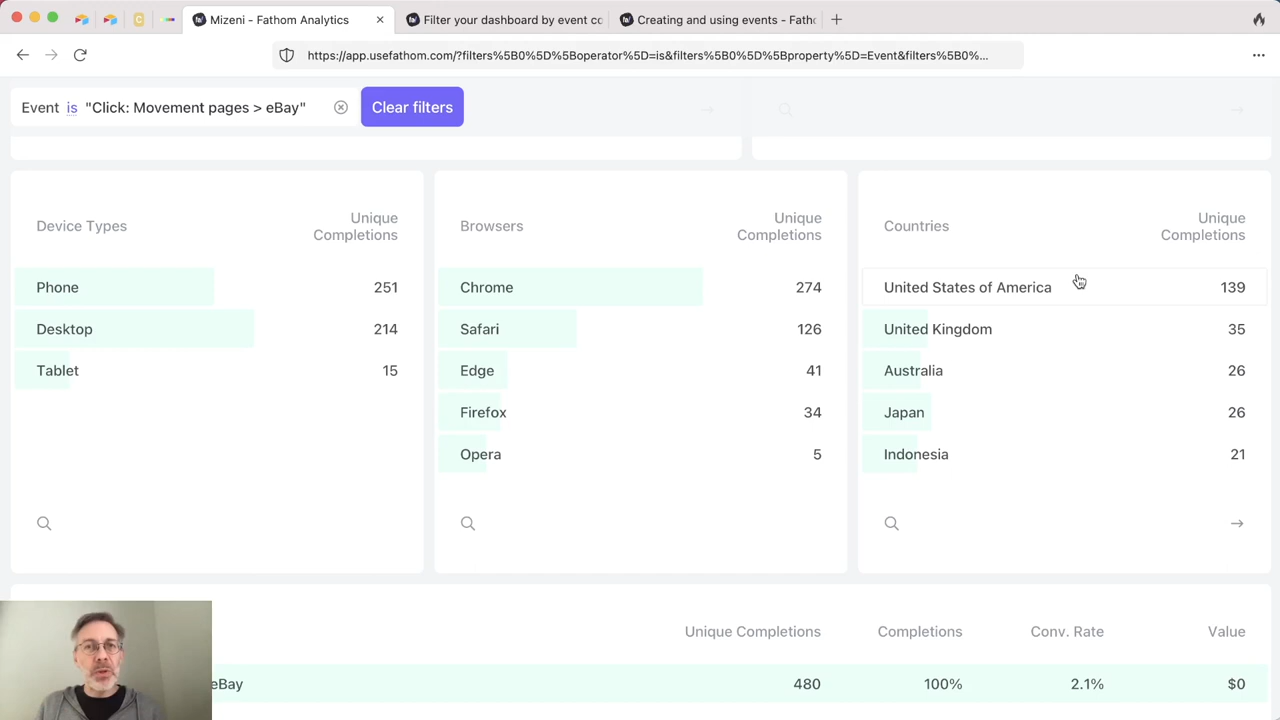 Mizeni - Fathom Analytics
Filter your dashboard by event co
Creating and using events - Fatho
https://app.usefathom.com/?filters%5B0%5D%5Boperator%5D=is&filters%5B0%5D%5Bproperty%5D=Event&filters%5B0%...
Event is "Click: Movement pages > eBay"
Clear filters
Device Types
Unique
Completions
Phone 251
Desktop 214
Tablet 15
Browsers
Unique
Completions
Chrome 274
Safari 126
Edge 41
Firefox 34
Opera 5
Countries
Unique
Completions
United States of America 139
United Kingdom 35
Australia 26
Japan 26
Indonesia 21
Unique Completions Completions Conv. Rate Value
eBay 480 100% 2.1% $0